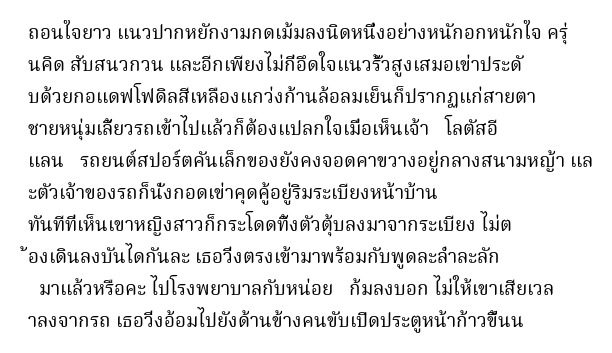 ถอนใจยาว แนวปากหยักงามกดเม้มลงนิดหนึ่งอย่างหนักอกหนักใจ ครุ่
นคิด สับสนวกวน และอีกเพียงไม่กี่อึดใจแนวรั้วสูงเสมอเข่าประดั
บด้วยกอแดฟโฟดิลสีเหลืองแกว่งก้านล้อลมเย็นก็ปรากฏแก่สายตา
ชายหนุ่มเลี้ยวรถเข้าไปแล้วก็ต้องแปลกใจเมื่อเห็นเจ้า   โลตัสอี
แลน   รถยนต์สปอร์ตคันเล็กของยังคงจอดคาขวางอยู่กลางสนามหญ้า แล
ะตัวเจ้าของรถก็นั่งกอดเข่าคุดคู้อยู่ริมระเบียงหน้าบ้าน
ทันทีที่เห็นเขาหญิงสาวก็กระโดดทิ้งตัวตุ้บลงมาจากระเบียง ไม่ต
้องเดินลงบันไดกันละ เธอวิ่งตรงเข้ามาพร้อมกับพูดละล่ำละลัก
   มาแล้วหรือคะ ไปโรงพยาบาลกับหน่อย   ก้มลงบอก ไม่ให้เขาเสียเวล
าลงจากรถ เธอวิ่งอ้อมไปยังด้านข้างคนขับเปิดประตูหน้าก้าวขึ้นน